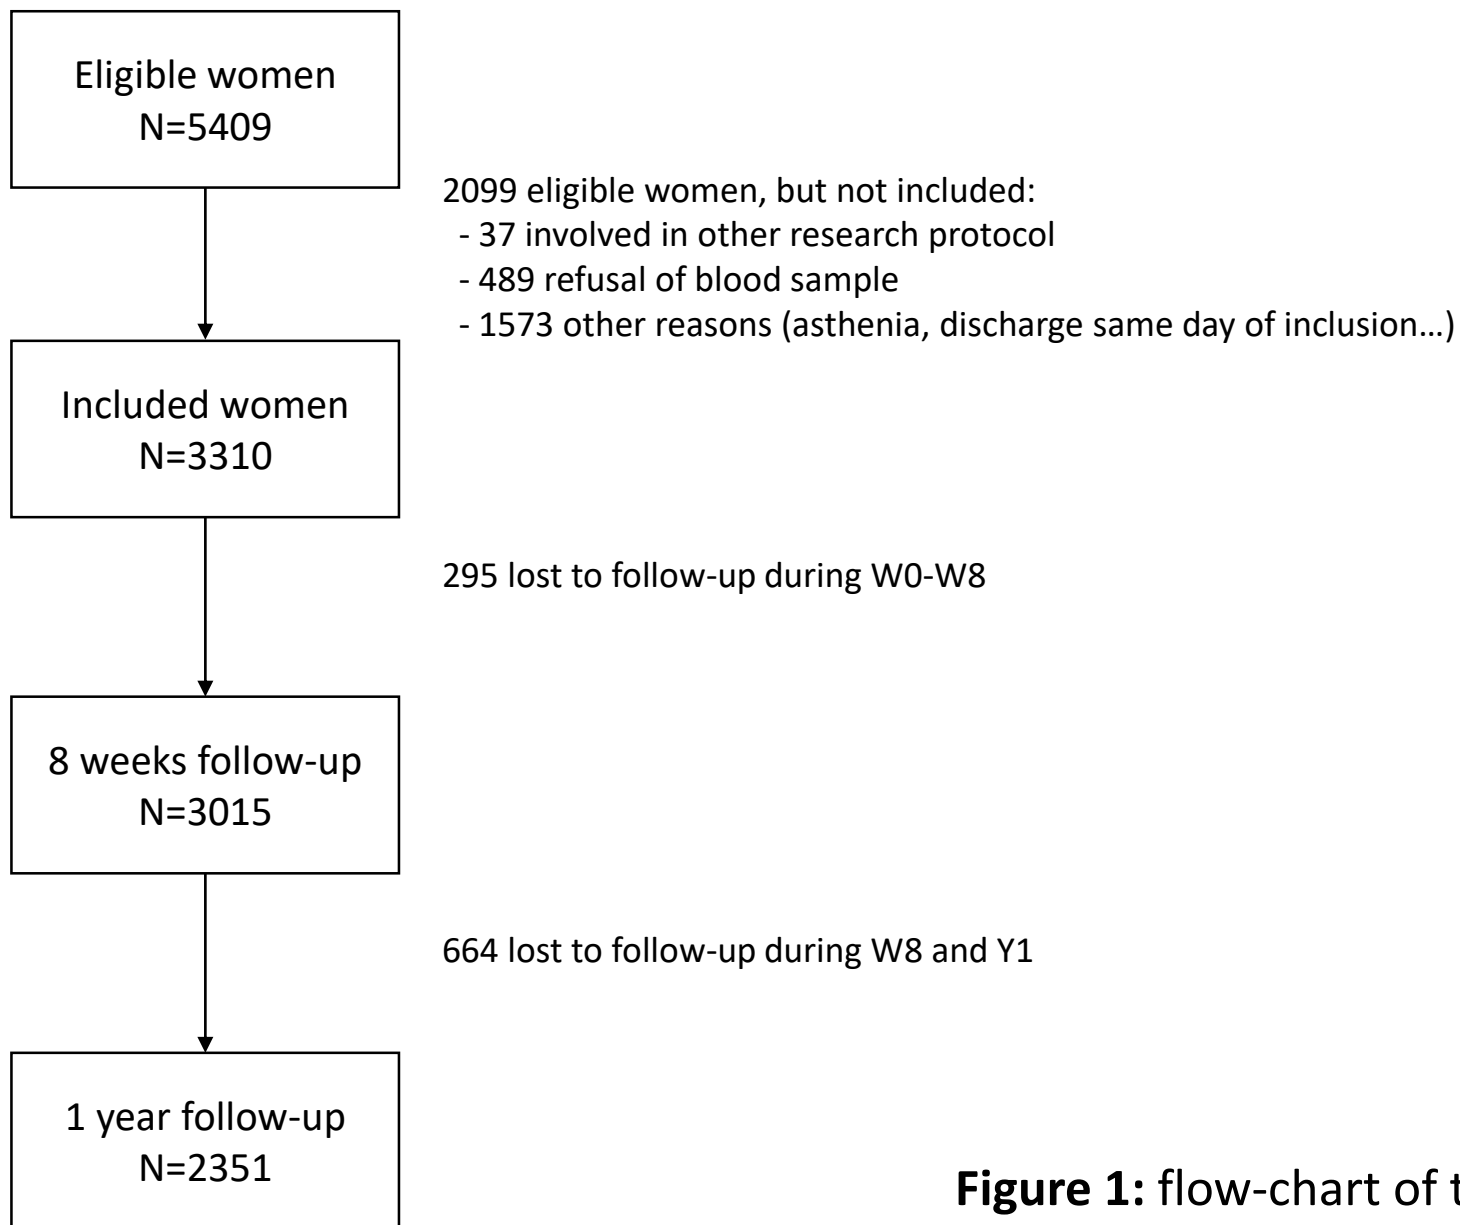 Eligible women
N=5409
2099 eligible women, but not included:
- 37 involved in other research protocol
- 489 refusal of blood sample
- 1573 other reasons (asthenia, discharge same day of inclusion…)
Included women
N=3310
295 lost to follow-up during W0-W8
8 weeks follow-up
N=3015
664 lost to follow-up during W8 and Y1
1 year follow-up
N=2351
Figure 1: flow-chart of